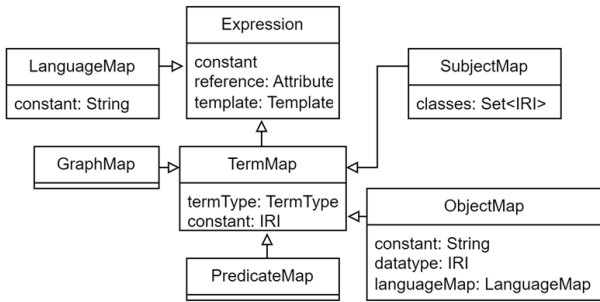 Expression
constant
reference: Attribute
template: Template
LanguageMap
constant: String
SubjectMap
classes: Set<IRI>
GraphMap
TermMap
termType: TermType
constant: IRI
ObjectMap
constant: String
datatype: IRI
languageMap: LanguageMap
PredicateMap